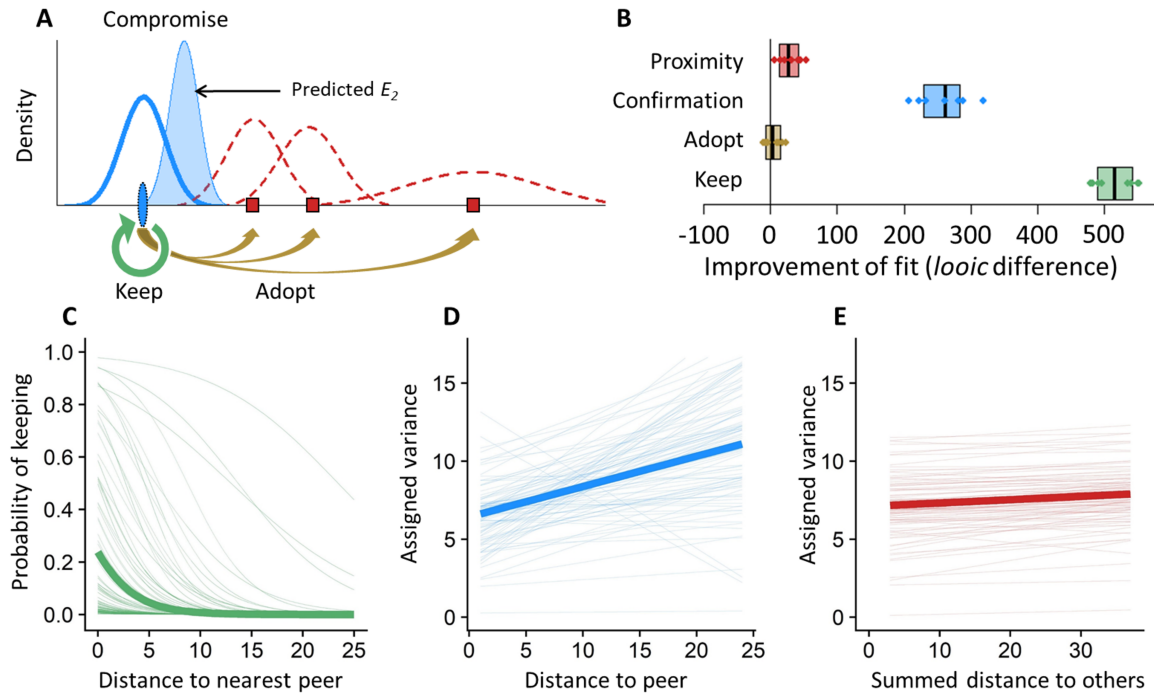 A
Compromise
Predicted E2
Density
Keep
Adopt
B
Proximity
Confirmation
Adopt
Keep
-100 0 100 200 300 400 500
Improvement of fit (looic difference)
C
Probability of keeping
1.0
0.8
0.6
0.4
0.2
0.0
0 5 10 15 20 25
Distance to nearest peer
D
Assigned variance
15
10
5
0
0 5 10 15 20 25
Distance to peer
E
Assigned variance
15
10
5
0
0 10 20 30
Summed distance to others